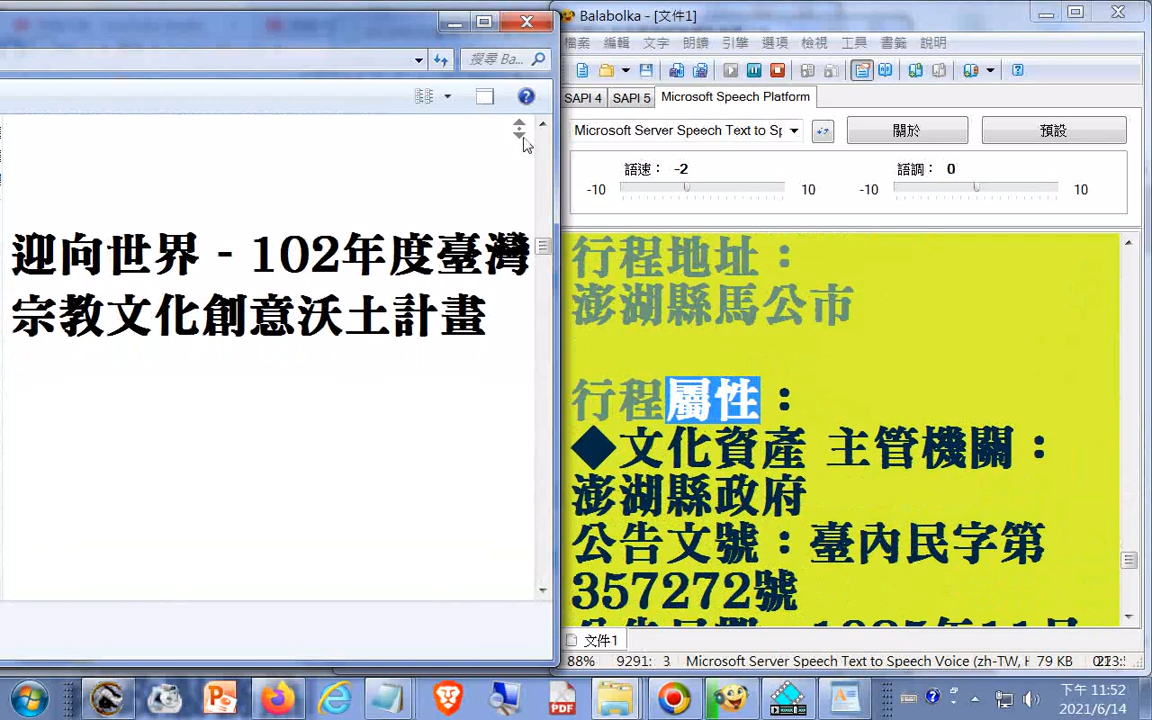 搜尋 Ba...
迎向世界 - 102年度臺灣
宗教文化創意沃土計畫
Balabolka - [文件1]
檔案 編輯 文字 朗讀 引擎 選項 檢視 工具 書籤 說明
SAPI 4 SAPI 5 Microsoft Speech Platform
Microsoft Server Speech Text to Sp 關於 預設
語速： -2 語調： 0
-10 10 -10 10
行程地址：
澎湖縣馬公市
行程屬性：
◆文化資產 主管機關：
澎湖縣政府
公告文號：臺內民字第
357272號
文件1
88% 9291: 3 Microsoft Server Speech Text to Speech Voice (zh-TW, H 79 KB
PDF
下午 11:52
2021/6/14